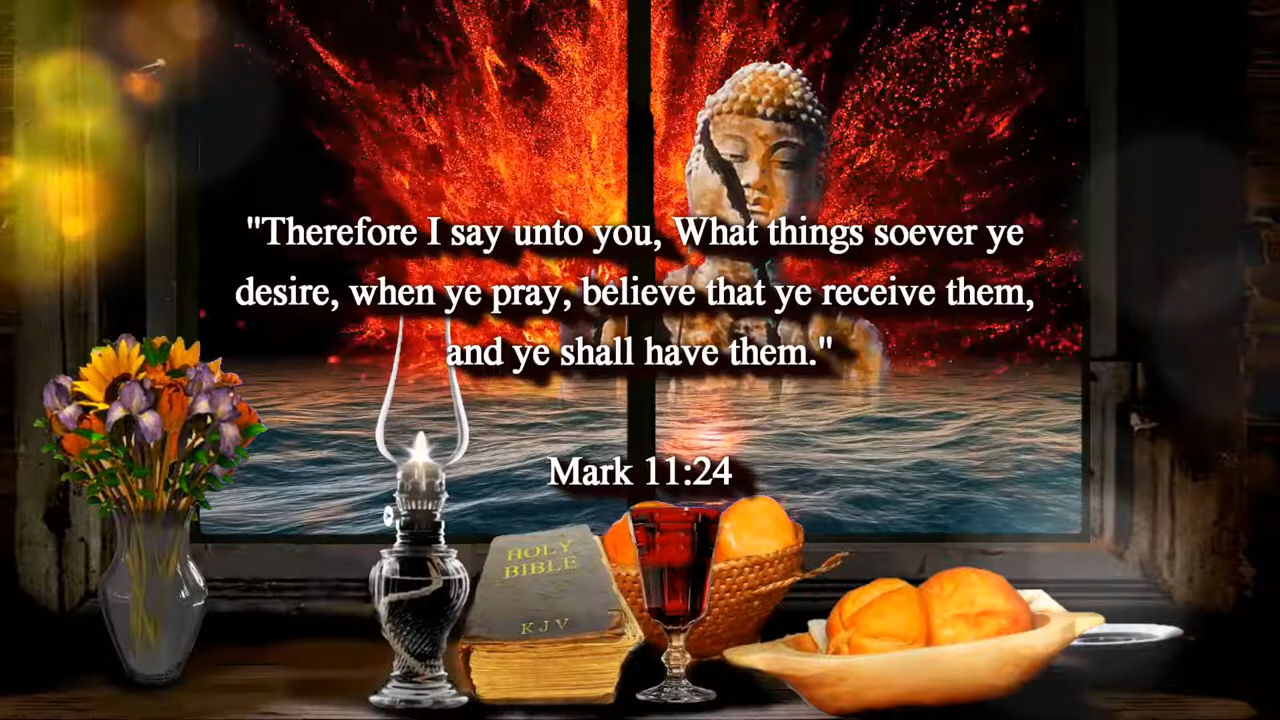 "Therefore I say unto you, What things soever ye
desire, when ye pray, believe that ye receive them,
and ye shall have them."
Mark 11:24
HOLY
BIBLE
KJV